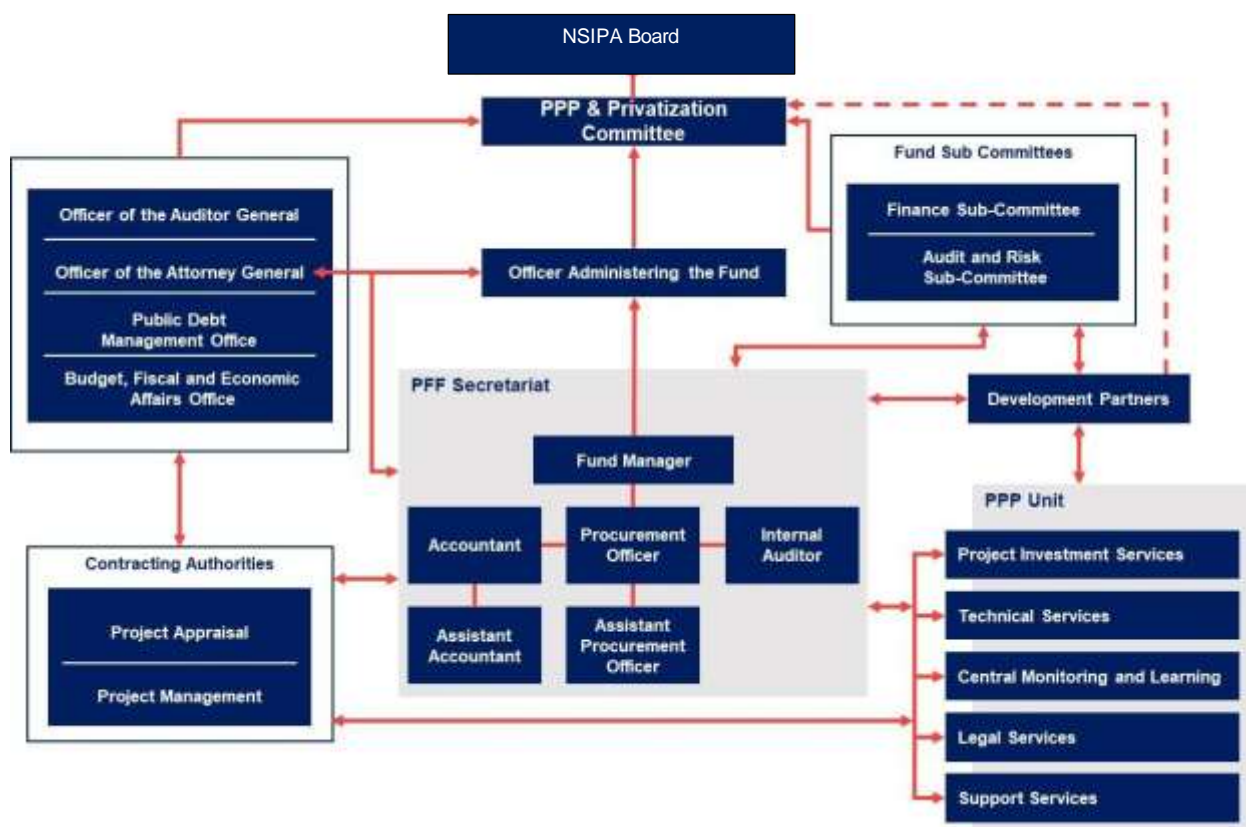 NSIPA Board
PPP & Privatization
Committee
Fund Sub Committees
Finance Sub-Committee
Audit and Risk
Sub-Committee
Officer of the Auditor General
Officer of the Attorney General
Public Debt
Management Office
Budget, Fiscal and Economic
Affairs Office
Officer Administering the Fund
PFF Secretariat
Development Partners
Fund Manager
Accountant
Procurement
Officer
Internal
Auditor
Assistant
Accountant
Assistant
Procurement
Officer
PPP Unit
Project Investment Services
Technical Services
Central Monitoring and Learning
Legal Services
Support Services
Contracting Authorities
Project Appraisal
Project Management